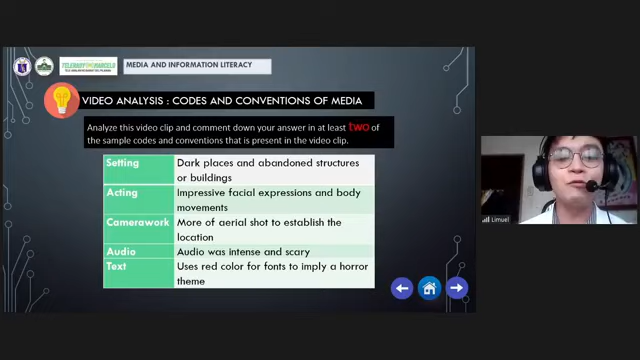 MEDIA AND INFORMATION LITERACY
VIDEO ANALYSIS : CODES AND CONVENTIONS OF MEDIA
Analyze this video clip and comment down your answer in at least two of
the sample codes and conventions that is present in the video clip.
Setting
Dark places and abandoned structures
or buildings
Acting
Impressive facial expressions and body
movements
Camerawork
More of aerial shot to establish the
location
Audio
Audio was intense and scary
Text
Uses red color for fonts to imply a horror
theme
Limuel